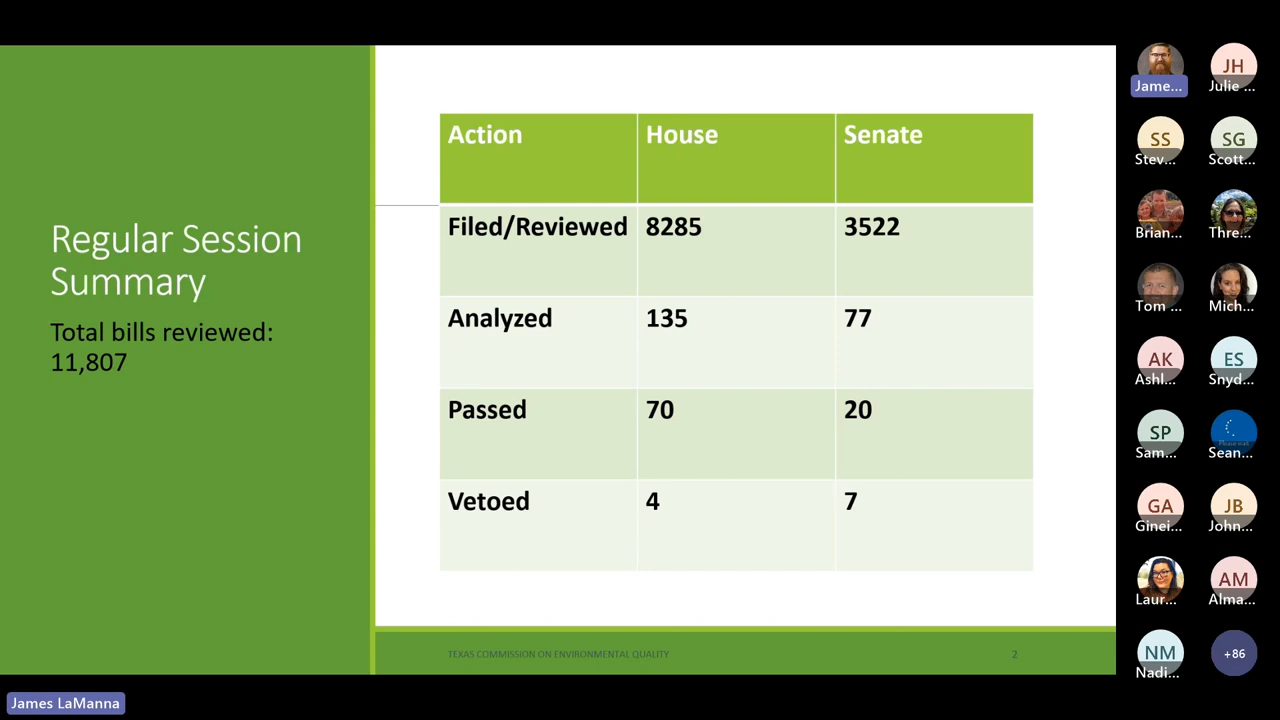 Regular Session
Summary
Total bills reviewed:
11,807
Action House Senate
Filed/Reviewed 8285 3522
Analyzed 135 77
Passed 70 20
Vetoed 4 7
TEXAS COMMISSION ON ENVIRONMENTAL QUALITY 2
Jame... JH Julie ...
SS Stev... SG Scott...
Brian... Thre...
Tom ... Mich...
AK Ashl... ES Snyd...
SP Sam... Please wait Sean...
GA Ginei... JB John...
Laur... AM Alma...
NM Nadi... +86
James LaManna